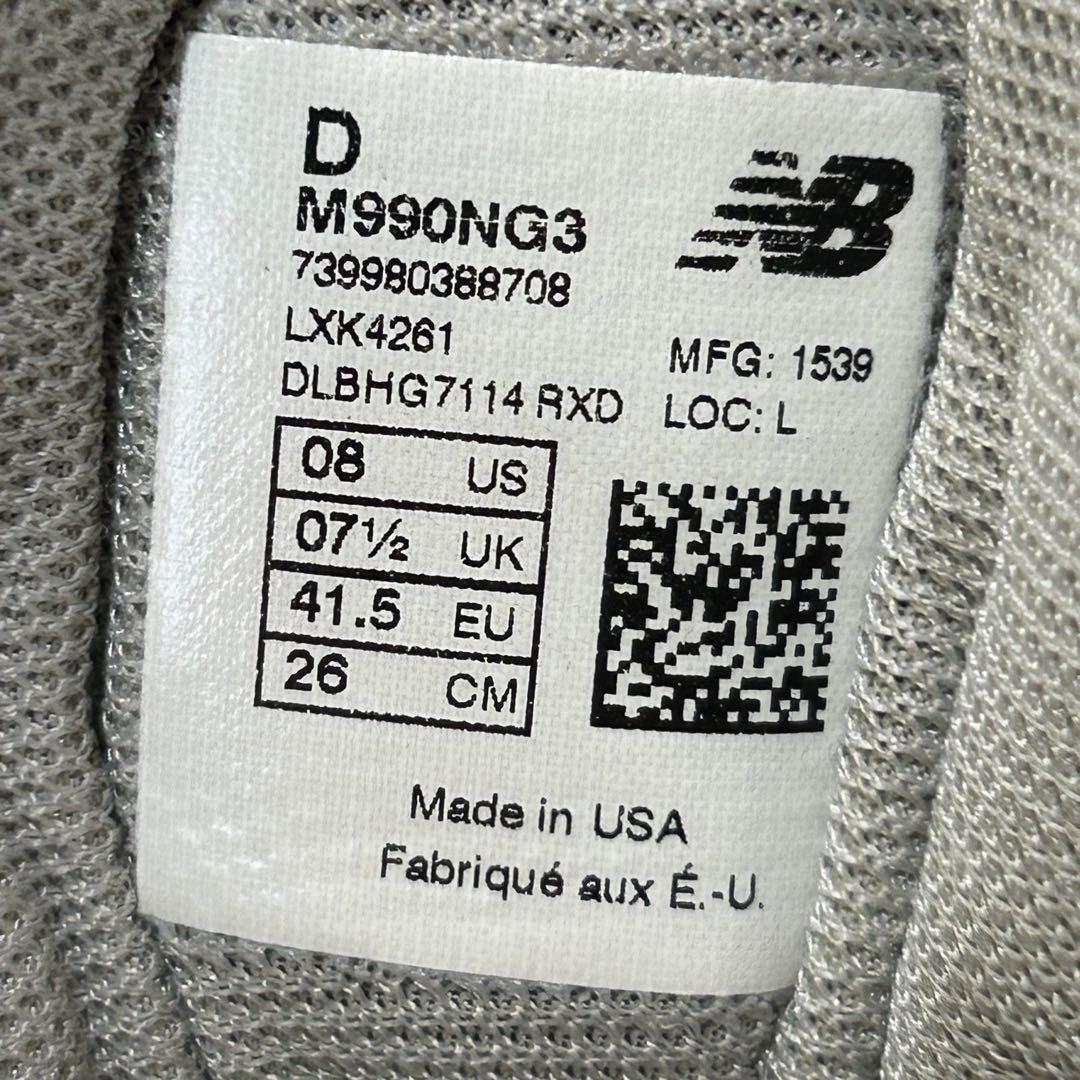 D
M990NG3
NB
739980388708
LXK4261
MFG: 1539
DLBHG7114 RXD
LOC: L
08 US
07½ UK
41.5 EU
26 CM
Made in USA
Fabriqué aux É.-U.